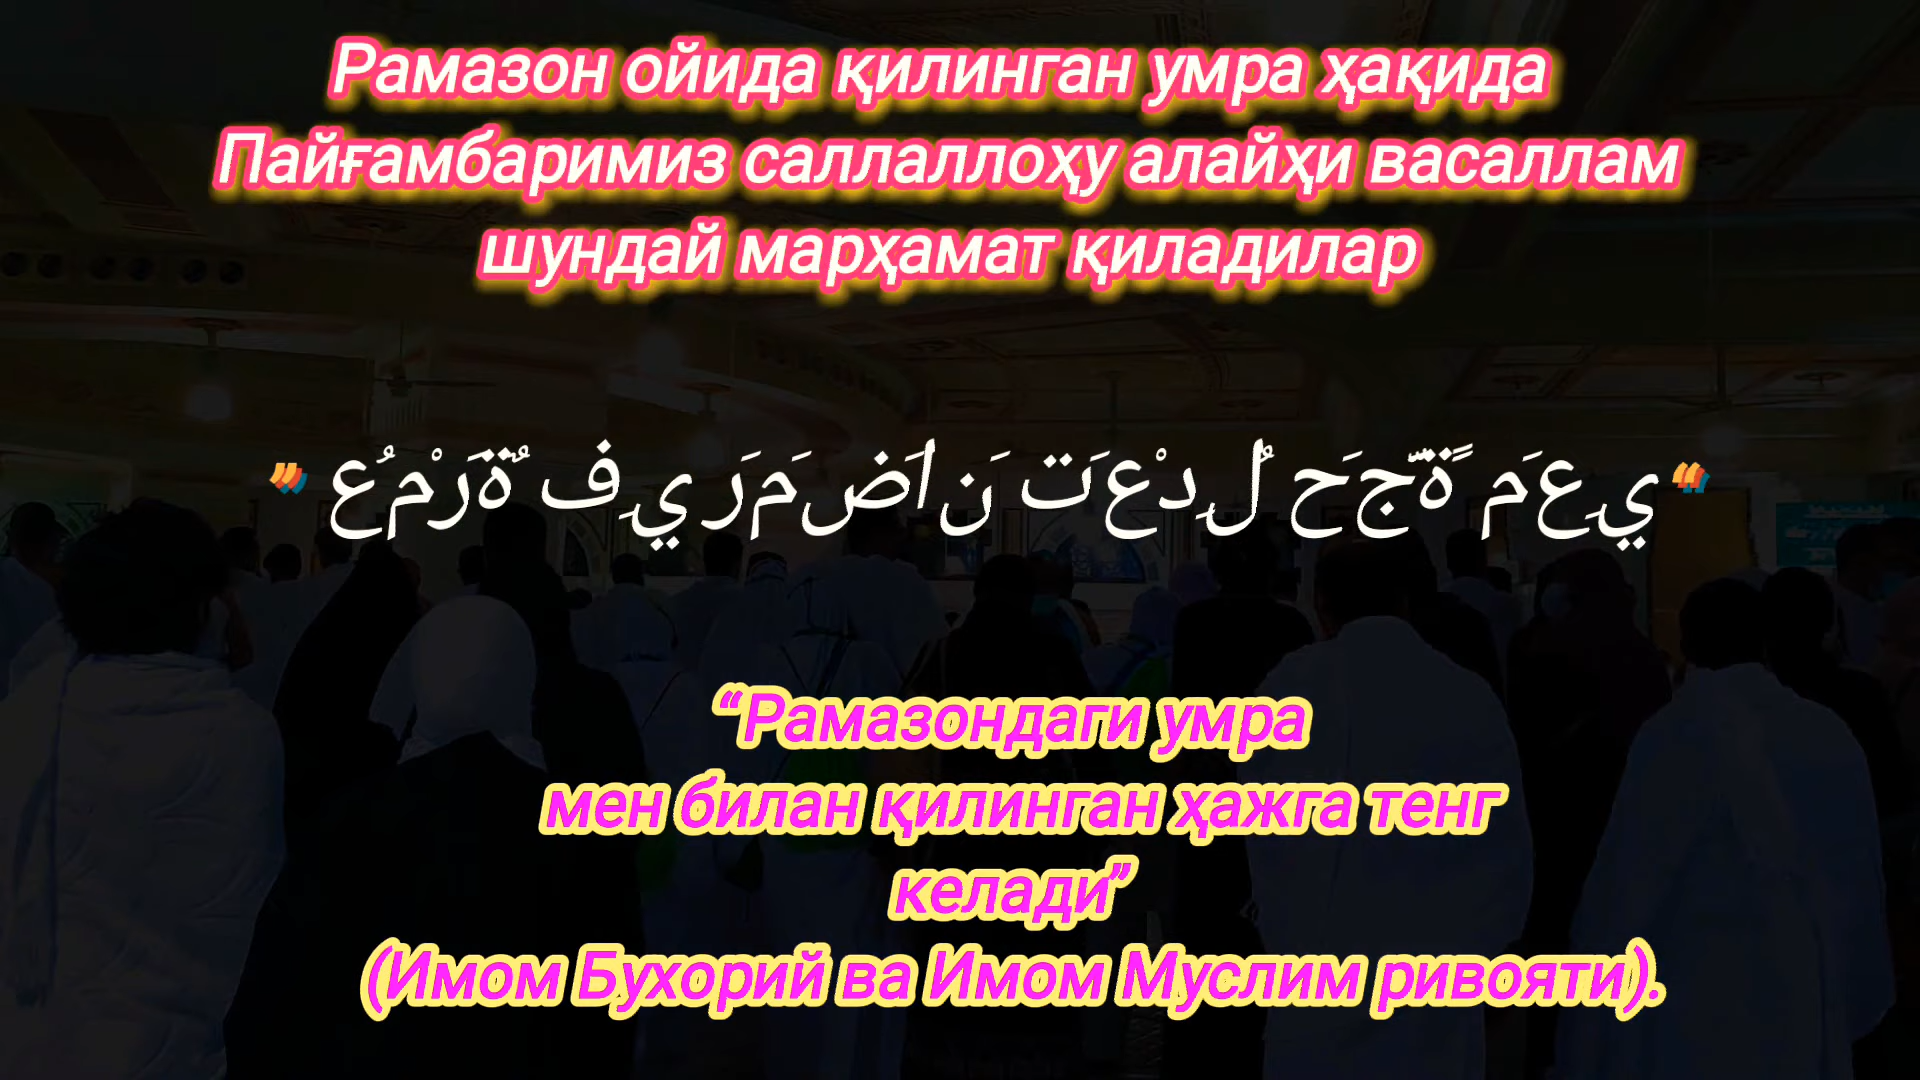 Рамазон ойида қилинган умра ҳақида
Пайғамбаримиз саллаллоҳу алайҳи васаллам
шундай марҳамат қиладилар
عُمْرَةٌ فِي رَمَضَانَ تَعْدِلُ حَجَّةً مَعِي
“Рамазондаги умра
мен билан қилинган ҳажга тенг
келади”
(Имом Бухорий ва Имом Муслим ривояти).